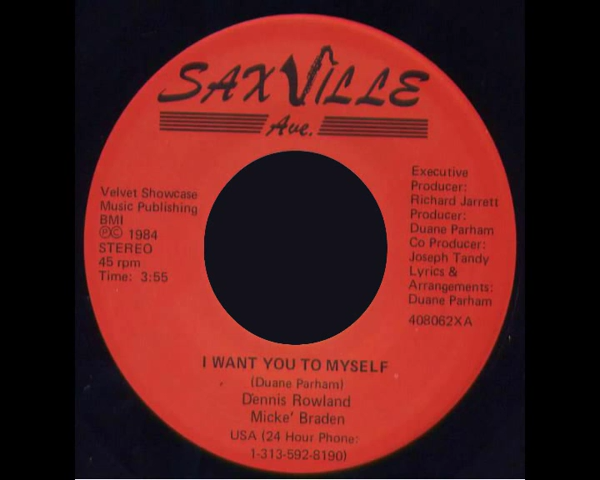 SAXVILLE
Ave.
Velvet Showcase
Music Publishing
BMI
ⓅⒸ 1984
STEREO
45 rpm
Time: 3:55
Executive
Producer:
Richard Jarrett
Producer:
Duane Parham
Co Producer:
Joseph Tandy
Lyrics &
Arrangements:
Duane Parham
408062XA
I WANT YOU TO MYSELF
(Duane Parham)
Dennis Rowland
Micke' Braden
USA (24 Hour Phone:
1-313-592-8190)